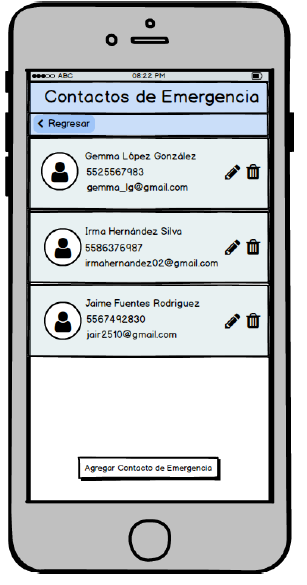 ABC 08:22 PM
Contactos de Emergencia
Regresar
Gemma López González
5525567983
gemma_lg@gmail.com
Irma Hernández Silva
5586376987
irmahernandez02@gmail.com
Jaime Fuentes Rodriguez
5567492830
jair2510@gmail.com
Agregar Contacto de Emergencia